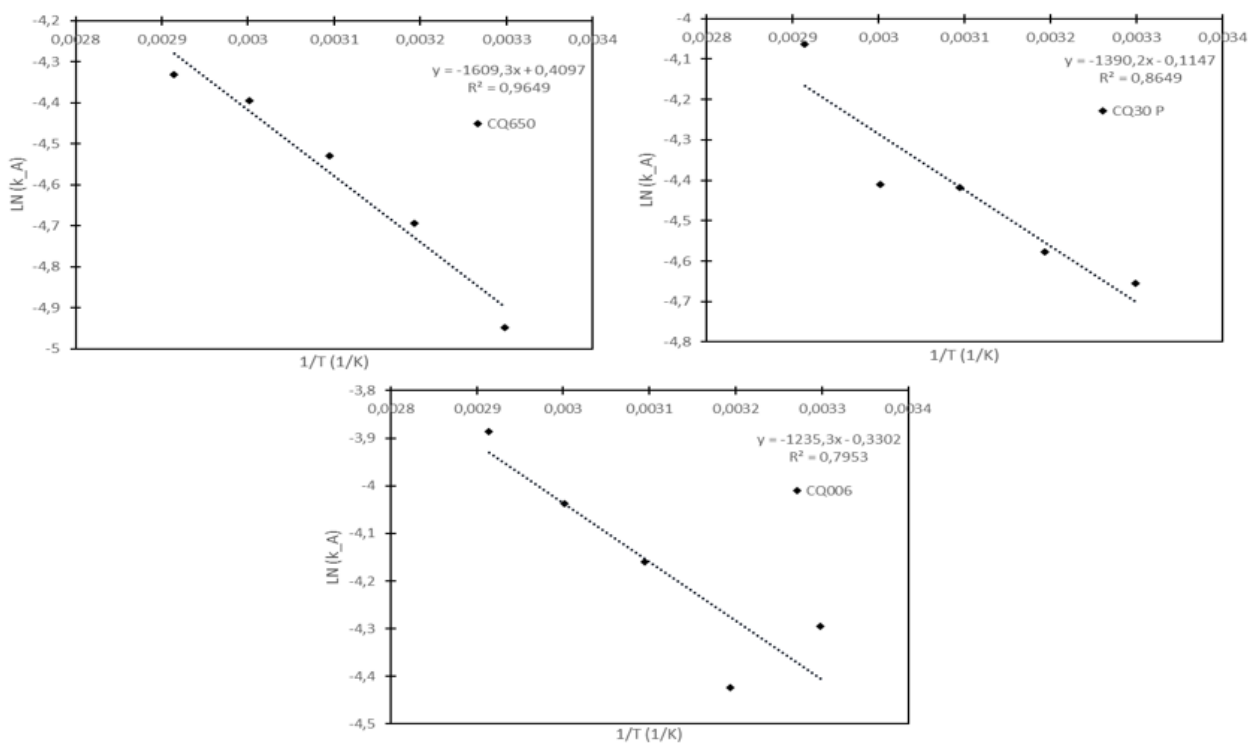 -4,2
0,0028 0,0029 0,003 0,0031 0,0032 0,0033 0,0034
-4,3
y = -1609,3x + 0,4097
R² = 0,9649
-4,4
CQ650
-4,5
LN (k_A)
-4,6
-4,7
-4,8
-4,9
-5
1/T (1/K)
-4
0,0028 0,0029 0,003 0,0031 0,0032 0,0033 0,0034
-4,1
y = -1390,2x - 0,1147
R² = 0,8649
-4,2
CQ30 P
-4,3
-4,4
LN (k_A)
-4,5
-4,6
-4,7
-4,8
1/T (1/K)
-3,8
0,0028 0,0029 0,003 0,0031 0,0032 0,0033 0,0034
-3,9
y = -1235,3x - 0,3302
R² = 0,7953
-4
CQ006
-4,1
LN (k_A)
-4,2
-4,3
-4,4
-4,5
1/T (1/K)